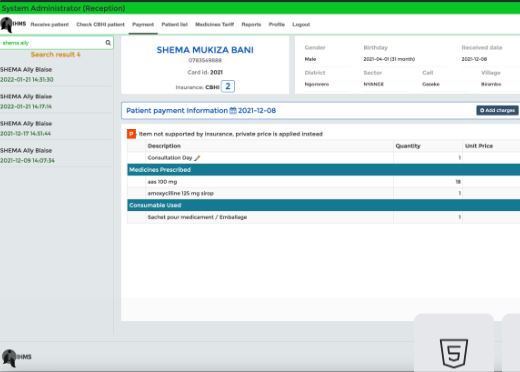 System Administrator (Reception)
IHMS Receive patient Check CBHI patient Payment Patient list Medicines Tariff Reports Profile Logout
shema ally
Search result 4
SHEMA Ally Blaise
2022-01-21 14:51:30
SHEMA Ally Blaise
2022-01-21 14:17:14
SHEMA Ally Blaise
2021-12-17 14:51:44
SHEMA Ally Blaise
2021-12-09 14:07:34
SHEMA MUKIZA BANI
0783549888
Card id: 2021
Insurance: CBHI 2
Gender Birthday Received date
Male 2021-04-01 (31 month) 2021-12-08
District Sector Cell Village
Ngororero NYANGE Gaseke Birambo
Patient payment information 2021-12-08
Add charges
P Item not supported by insurance, private price is applied instead
Description Quantity Unit Price
Consultation Day 1
Medicines Prescribed
aas 100 mg 18
amoxycilline 125 mg sirop 1
Consumable Used
Sachet pour medicament / Emballage 1
IHMS
5